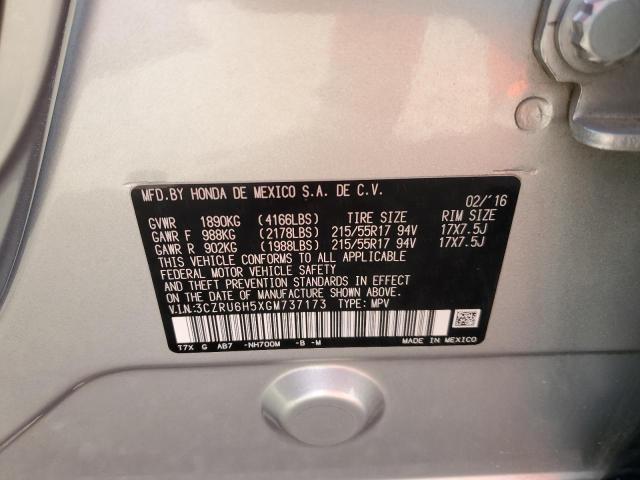 MFD.BY HONDA DE MEXICO S.A. DE C.V.
02/'16
GVWR 1890KG (4166LBS) TIRE SIZE RIM SIZE
GAWR F 988KG (2178LBS) 215/55R17 94V 17X7.5J
GAWR R 902KG (1988LBS) 215/55R17 94V 17X7.5J
THIS VEHICLE CONFORMS TO ALL APPLICABLE
FEDERAL MOTOR VEHICLE SAFETY
AND THEFT PREVENTION STANDARDS IN EFFECT
ON THE DATE OF MANUFACTURE SHOWN ABOVE.
V.I.N.:3CZRU6H5XGM737173 TYPE: MPV
T7X G AB7 -NH700M -B -M MADE IN MEXICO